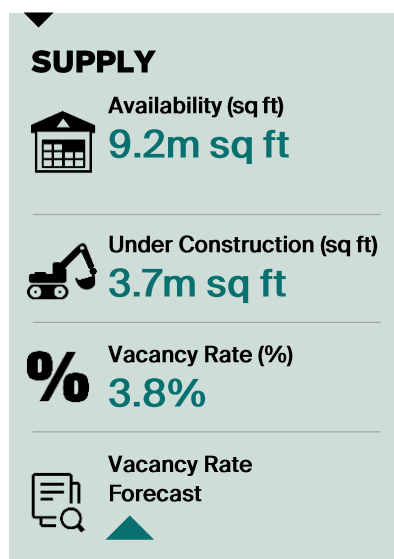 SUPPLY
Availability (sq ft)
9.2m sq ft
Under Construction (sq ft)
3.7m sq ft
%
Vacancy Rate (%)
3.8%
Vacancy Rate
Forecast